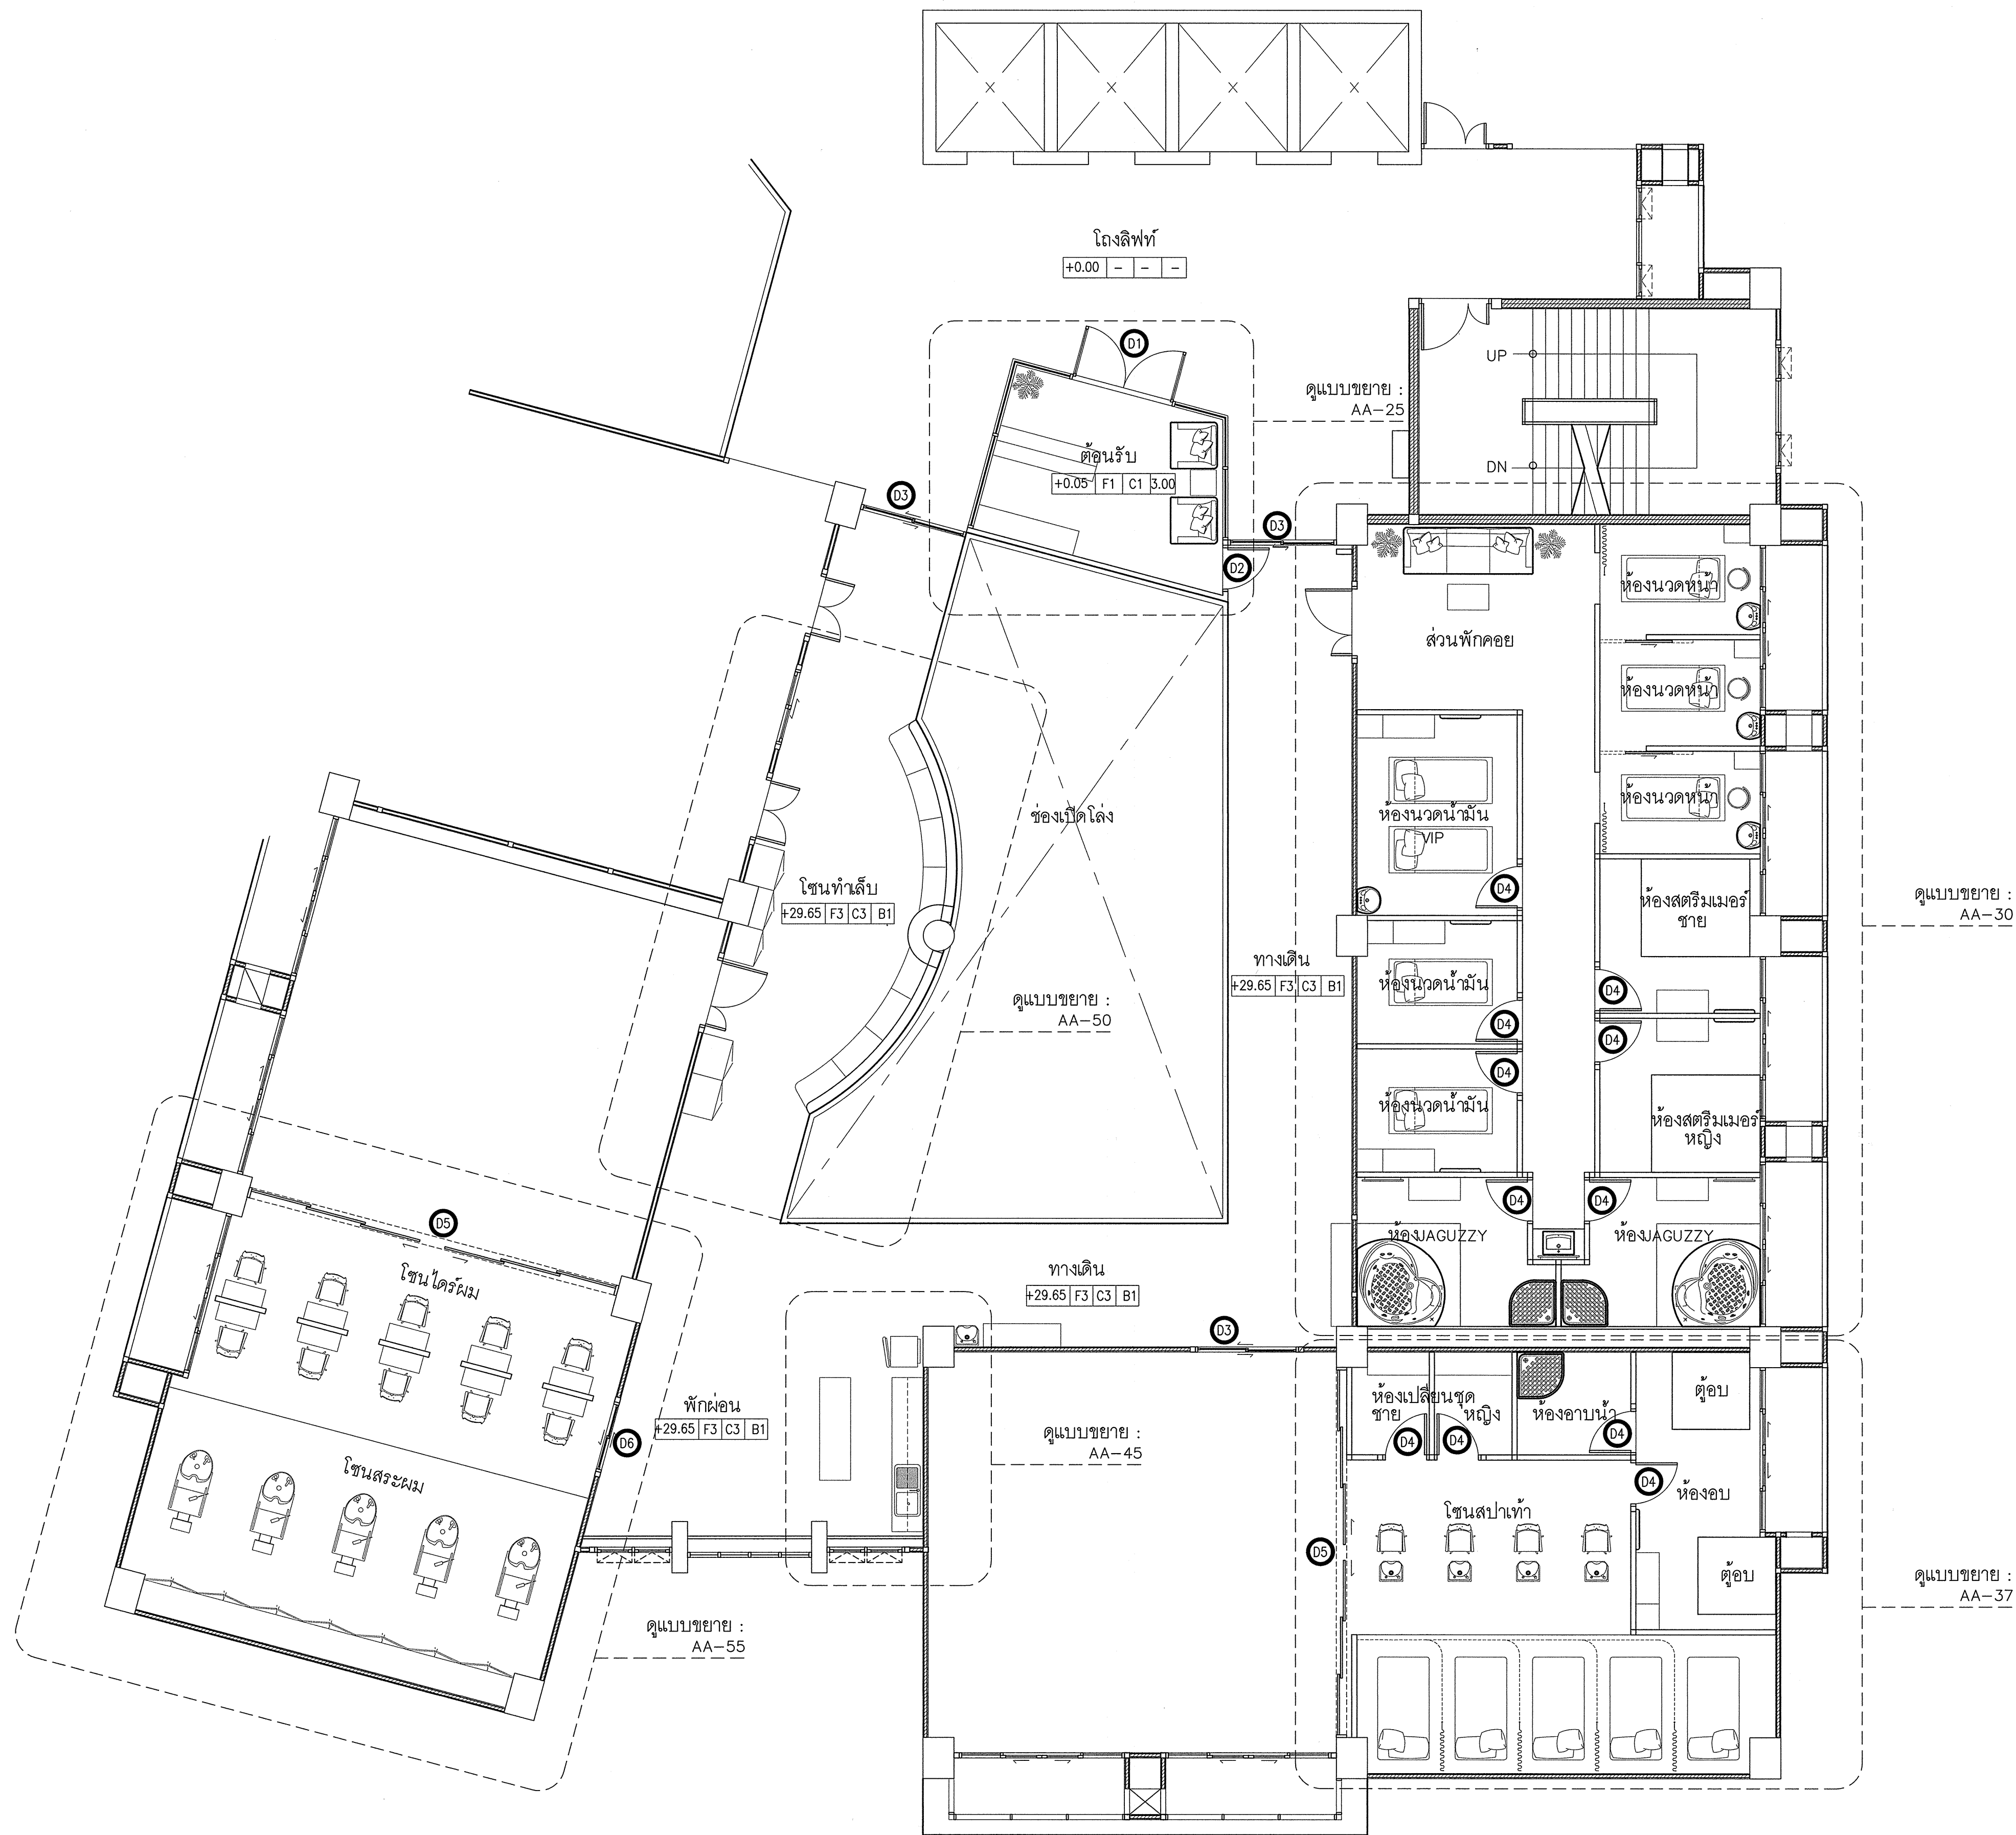 โถงลิฟท์
+0.00 - - -
D1
UP
DN
ดูแบบขยาย :
AA-25
ต้อนรับ
+0.05 F1 C1 3.00
D3
D3
D2
ส่วนพักคอย
ห้องนวดหน้า
ห้องนวดหน้า
ห้องนวดหน้า
ห้องนวดน้ำมัน
VIP
D4
ช่องเปิดโล่ง
โซนทำเล็บ
+29.65 F3 C3 B1
ห้องสตรีมเมอร์
ชาย
ดูแบบขยาย :
AA-30
ทางเดิน
+29.65 F3 C3 B1
ห้องนวดน้ำมัน
D4
D4
ดูแบบขยาย :
AA-50
D4
D4
ห้องนวดน้ำมัน
ห้องสตรีมเมอร์
หญิง
D4
D4
ห้องJAGUZZY
ห้องJAGUZZY
D5
โซนไดร์ผม
ทางเดิน
+29.65 F3 C3 B1
D3
พักผ่อน
+29.65 F3 C3 B1
D6
ดูแบบขยาย :
AA-45
ห้องเปลี่ยนชุด
ชาย
หญิง
D4
D4
ห้องอาบน้ำ
D4
ตู้อบ
D4
ห้องอบ
โซนสระผม
โซนสปาเท้า
D5
ตู้อบ
ดูแบบขยาย :
AA-37
ดูแบบขยาย :
AA-55